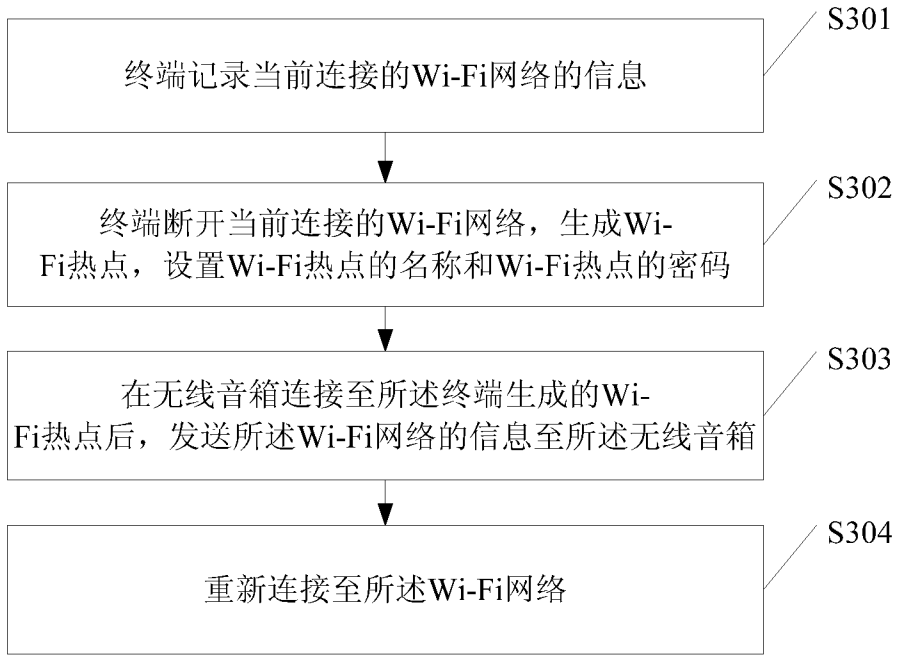 S301
终端记录当前连接的Wi-Fi网络的信息
S302
终端断开当前连接的Wi-Fi网络，生成Wi-
Fi热点，设置Wi-Fi热点的名称和Wi-Fi热点的密码
S303
在无线音箱连接至所述终端生成的Wi-
Fi热点后，发送所述Wi-Fi网络的信息至所述无线音箱
S304
重新连接至所述Wi-Fi网络